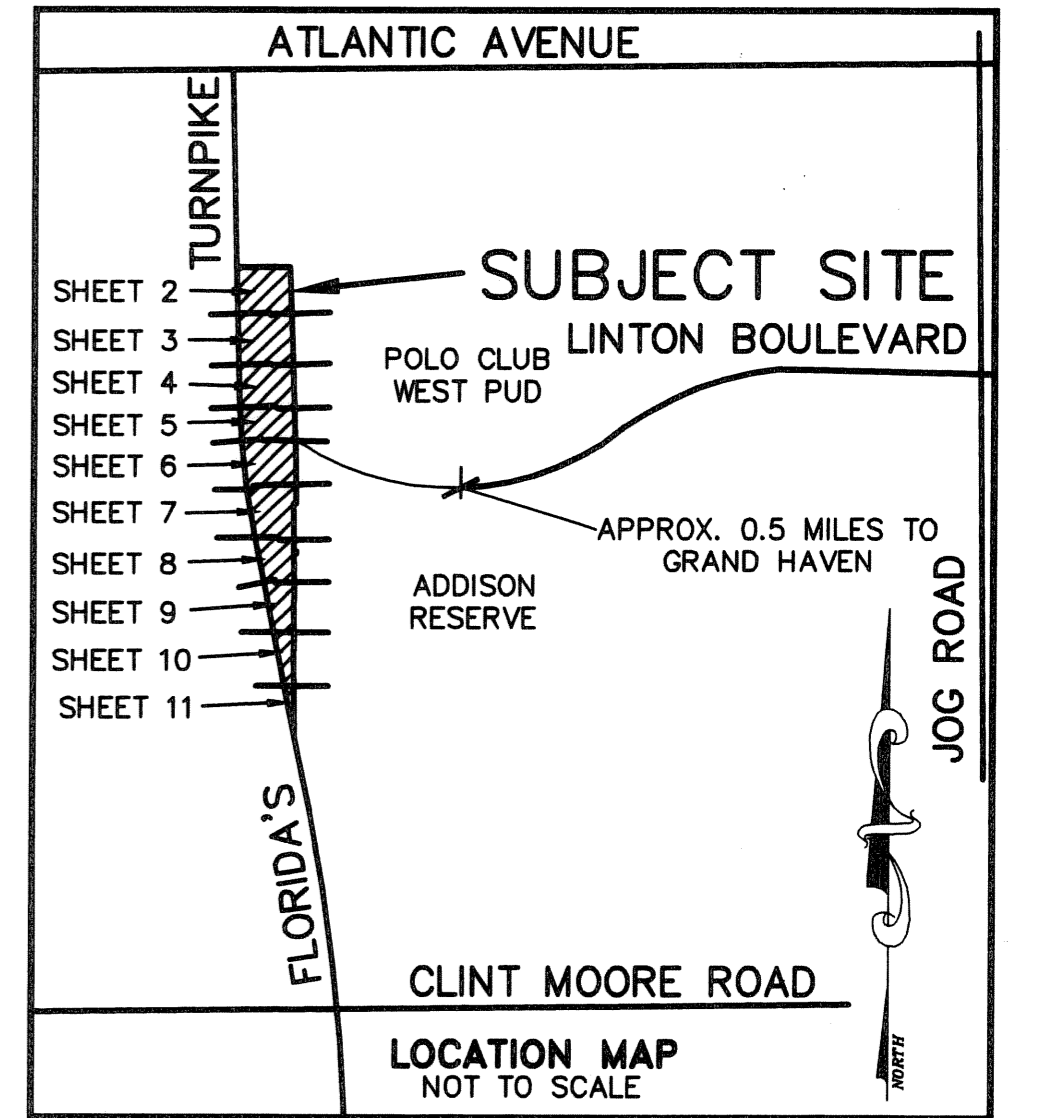 ATLANTIC AVENUE
TURNPIKE
SUBJECT SITE
LINTON BOULEVARD
POLO CLUB
WEST PUD
SHEET 2
SHEET 3
SHEET 4
SHEET 5
SHEET 6
SHEET 7
SHEET 8
SHEET 9
SHEET 10
SHEET 11
APPROX. 0.5 MILES TO
GRAND HAVEN
ADDISON
RESERVE
JOG ROAD
FLORIDA'S
CLINT MOORE ROAD
NORTH
LOCATION MAP
NOT TO SCALE